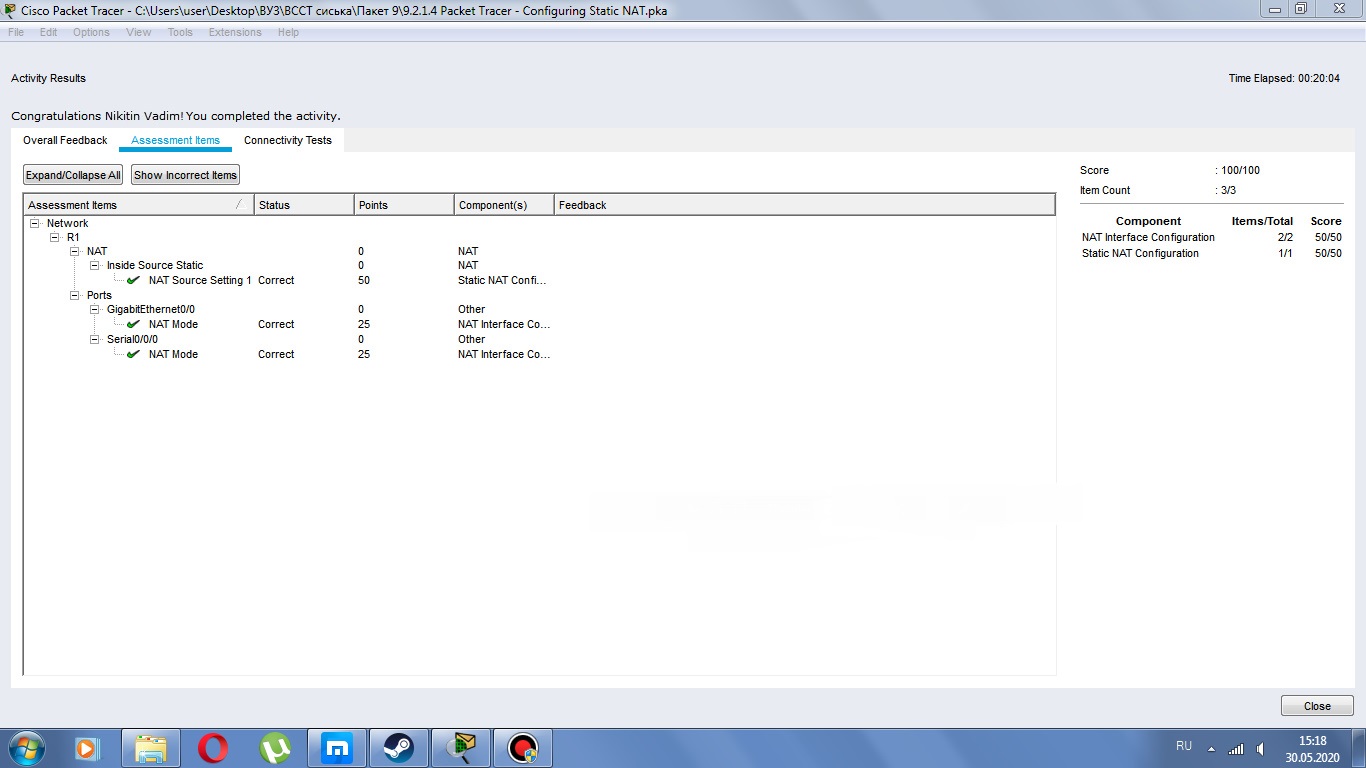 Cisco Packet Tracer - C:\Users\user\Desktop\ВУЗ\ВССТ сиська\Пакет 9\9.2.1.4 Packet Tracer - Configuring Static NAT.pka
File Edit Options View Tools Extensions Help
Activity Results Time Elapsed: 00:20:04
Congratulations Nikitin Vadim! You completed the activity.
Overall Feedback Assessment Items Connectivity Tests
Expand/Collapse All Show Incorrect Items
Score : 100/100
Item Count : 3/3
Component Items/Total Score
NAT Interface Configuration 2/2 50/50
Static NAT Configuration 1/1 50/50
Assessment Items Status Points Component(s) Feedback
Network
R1
NAT 0 NAT
Inside Source Static 0 NAT
NAT Source Setting 1 Correct 50 Static NAT Confi...
Ports
GigabitEthernet0/0 0 Other
NAT Mode Correct 25 NAT Interface Co...
Serial0/0/0 0 Other
NAT Mode Correct 25 NAT Interface Co...
Close
RU 15:18
30.05.2020